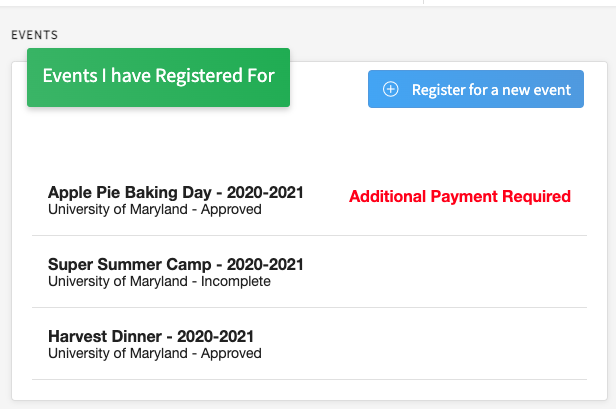 EVENTS
Events I have Registered For
Register for a new event
Apple Pie Baking Day - 2020-2021
University of Maryland - Approved
Additional Payment Required
Super Summer Camp - 2020-2021
University of Maryland - Incomplete
Harvest Dinner - 2020-2021
University of Maryland - Approved